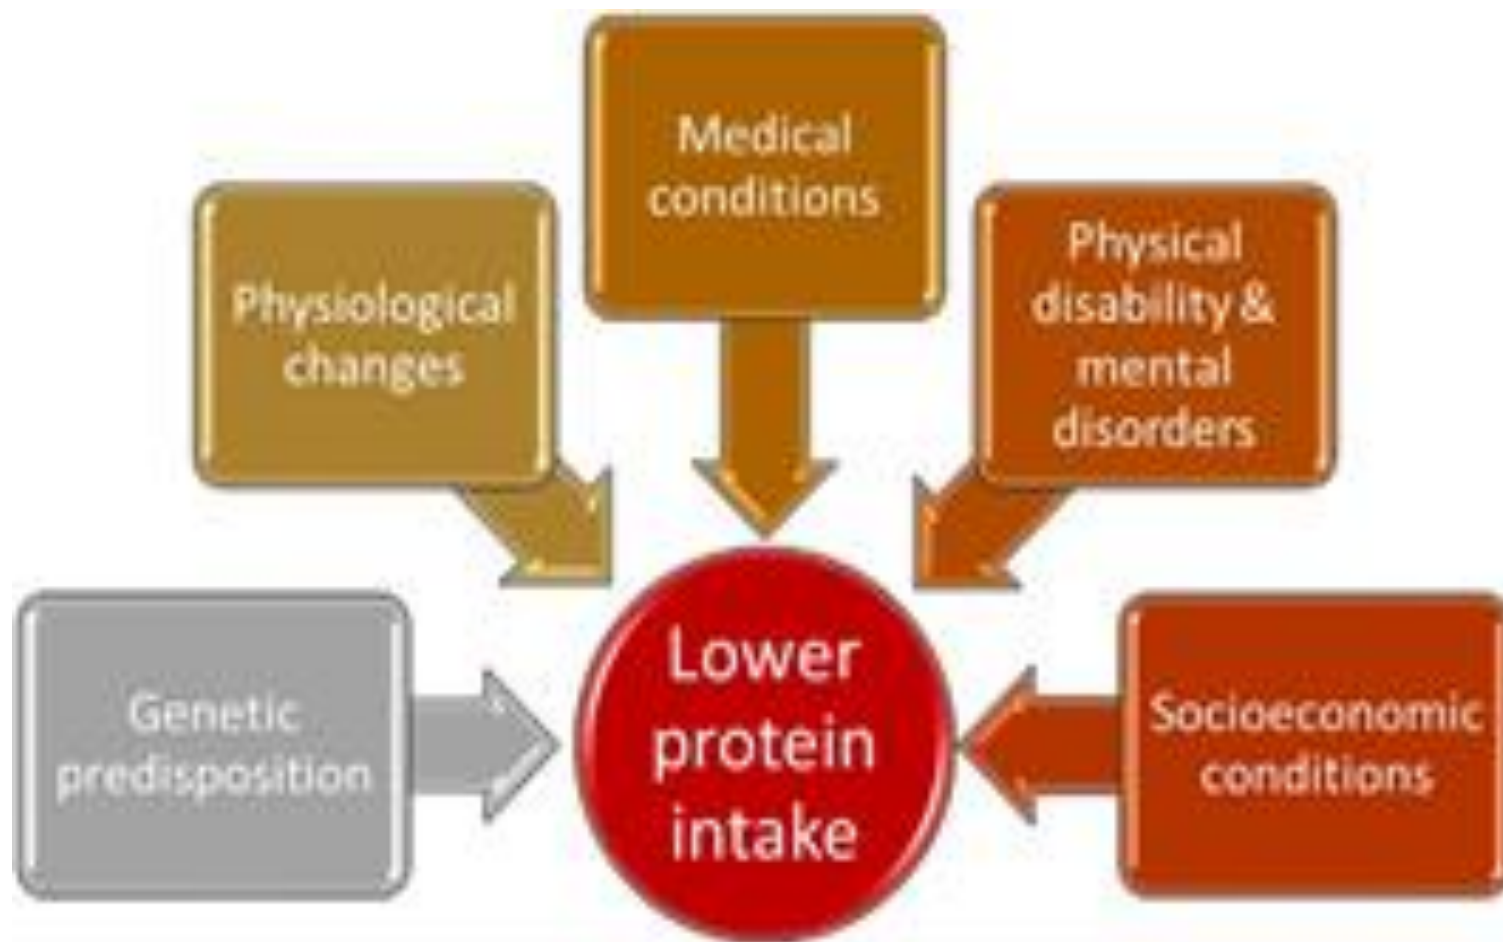 Medical
conditions
Physiological
changes
Physical
disability &
mental
disorders
Genetic
predisposition
Lower
protein
intake
Socioeconomic
conditions